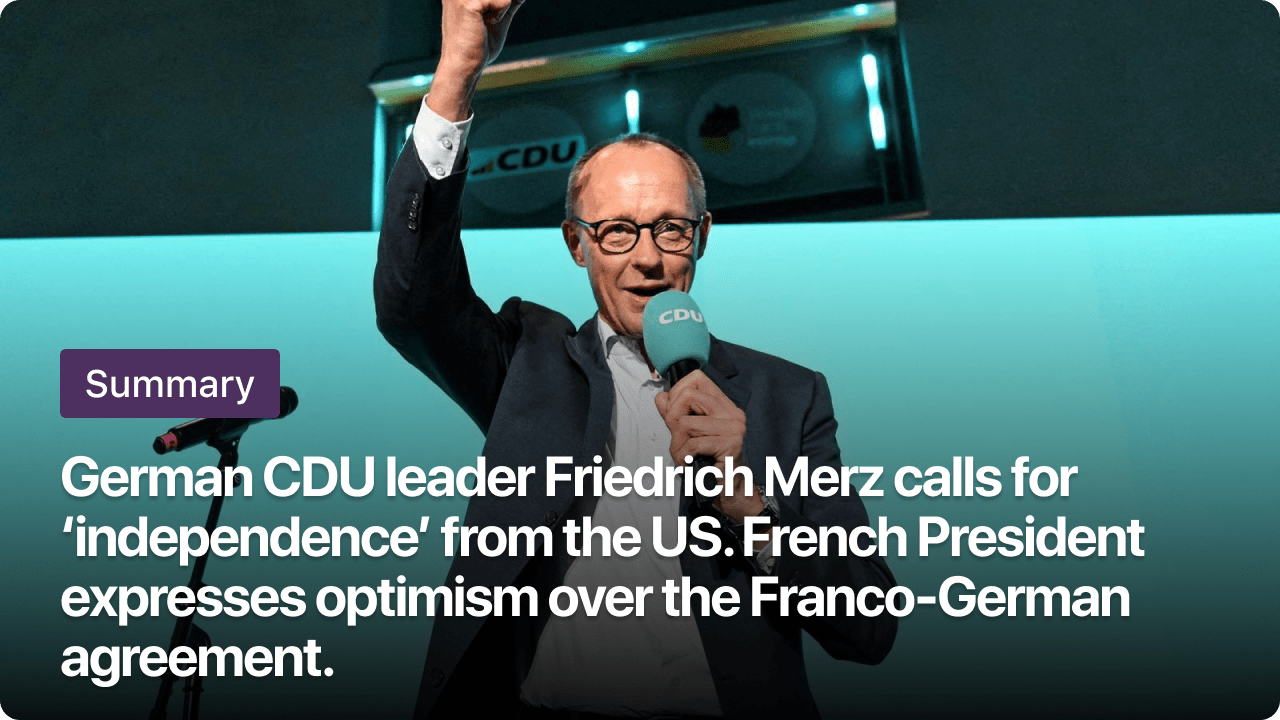 CDU
CDU
Summary
German CDU leader Friedrich Merz calls for
‘independence’ from the US. French President
expresses optimism over the Franco-German
agreement.